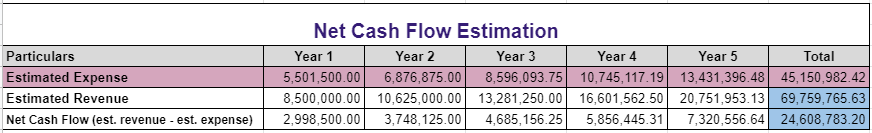 Net Cash Flow Estimation
Particulars Year 1 Year 2 Year 3 Year 4 Year 5 Total
Estimated Expense 5,501,500.00 6,876,875.00 8,596,093.75 10,745,117.19 13,431,396.48 45,150,982.42
Estimated Revenue 8,500,000.00 10,625,000.00 13,281,250.00 16,601,562.50 20,751,953.13 69,759,765.63
Net Cash Flow (est. revenue - est. expense) 2,998,500.00 3,748,125.00 4,685,156.25 5,856,445.31 7,320,556.64 24,608,783.20